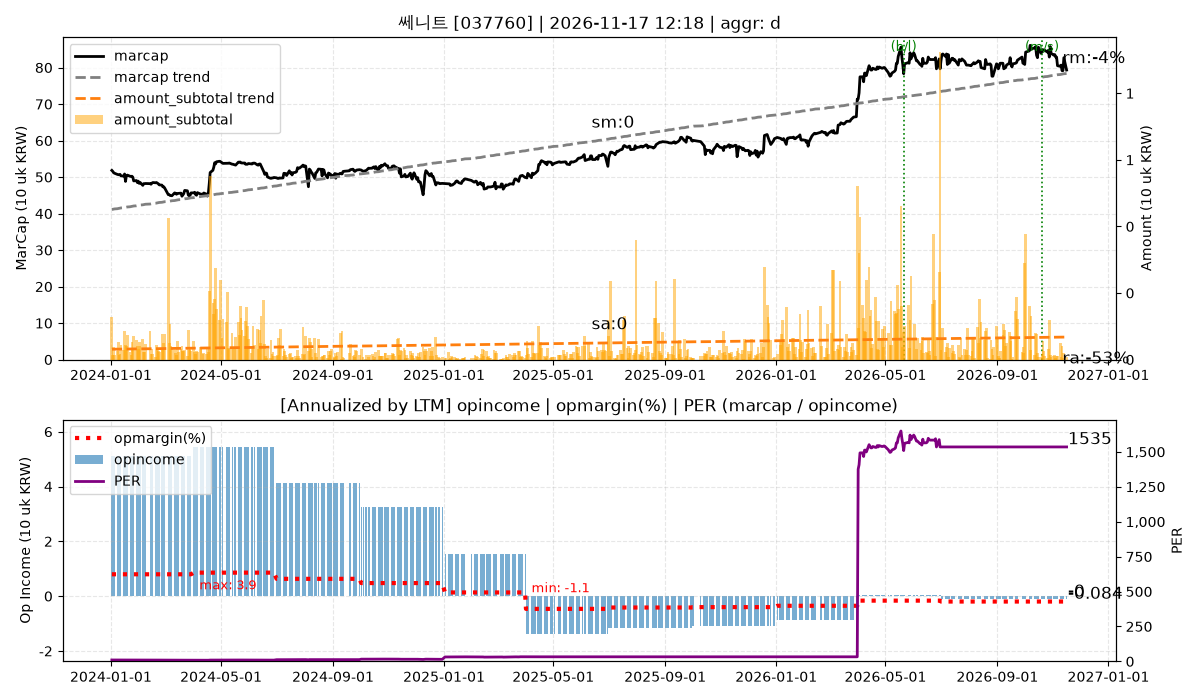 쎄니트 [037760] | 2026-11-17 12:18 | aggr: d
marcap
marcap trend
amount_subtotal trend
amount_subtotal
rm:-4%
sm:0
sa:0
ra:-53%
MarCap (10 uk KRW)
80
70
60
50
40
30
20
10
0
Amount (10 uk KRW)
1
1
0
0
0
2024-01-01 2024-05-01 2024-09-01 2025-01-01 2025-05-01 2025-09-01 2026-01-01 2026-05-01 2026-09-01 2027-01-01
[Annualized by LTM] opincome | opmargin(%) | PER (marcap / opincome)
opmargin(%)
opincome
PER
max: 3.9
min: -1.1
1535
-0.084
Op Income (10 uk KRW)
6
4
2
0
-2
PER
1,500
1,250
1,000
750
500
250
0
2024-01-01 2024-05-01 2024-09-01 2025-01-01 2025-05-01 2025-09-01 2026-01-01 2026-05-01 2026-09-01 2027-01-01